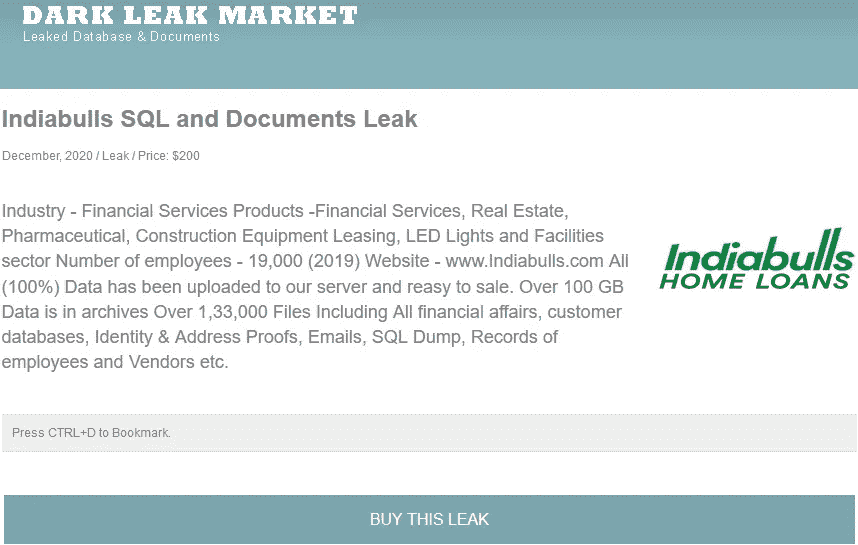 DARK LEAK MARKET
Leaked Database & Documents
Indiabulls SQL and Documents Leak
December, 2020 / Leak / Price: $200
Industry - Financial Services Products -Financial Services, Real Estate,
Pharmaceutical, Construction Equipment Leasing, LED Lights and Facilities
sector Number of employees - 19,000 (2019) Website - www.Indiabulls.com All
(100%) Data has been uploaded to our server and reasy to sale. Over 100 GB
Data is in archives Over 1,33,000 Files Including All financial affairs, customer
databases, Identity & Address Proofs, Emails, SQL Dump, Records of
employees and Vendors etc.
Indiabulls
HOME LOANS
Press CTRL+D to Bookmark.
BUY THIS LEAK